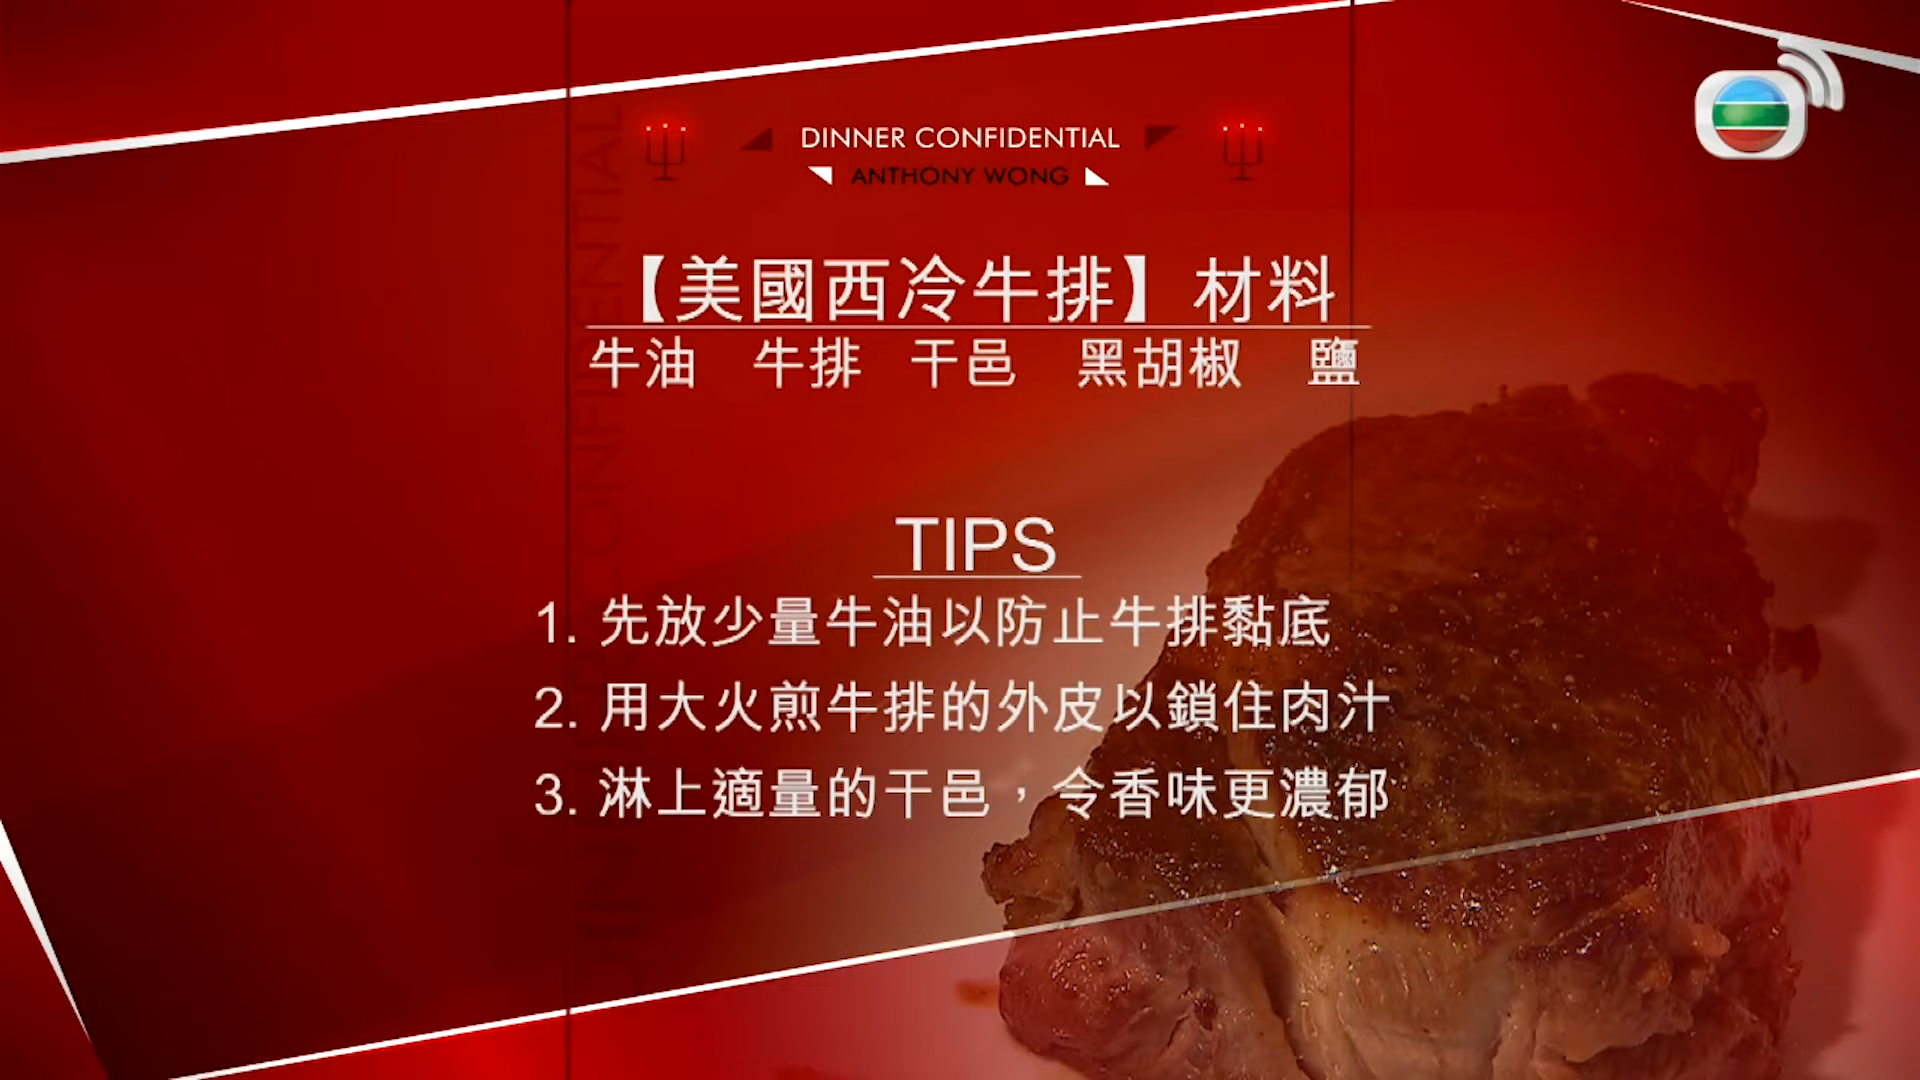 DINNER CONFIDENTIAL
ANTHONY WONG
【美國西冷牛排】材料
牛油 牛排 干邑 黑胡椒 鹽
TIPS
1. 先放少量牛油以防止牛排黏底
2. 用大火煎牛排的外皮以鎖住肉汁
3. 淋上適量的干邑，令香味更濃郁